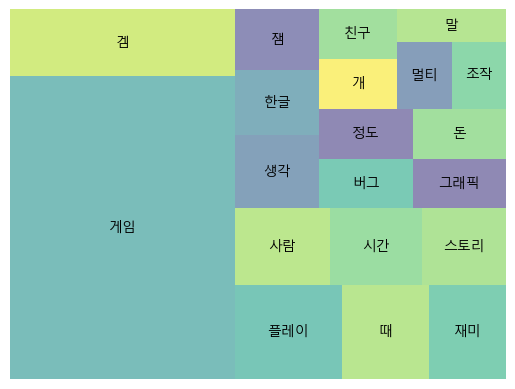 겜
게임
잼
한글
생각
친구
개
말
멀티
조작
정도
돈
버그
그래픽
사람
시간
스토리
플레이
때
재미